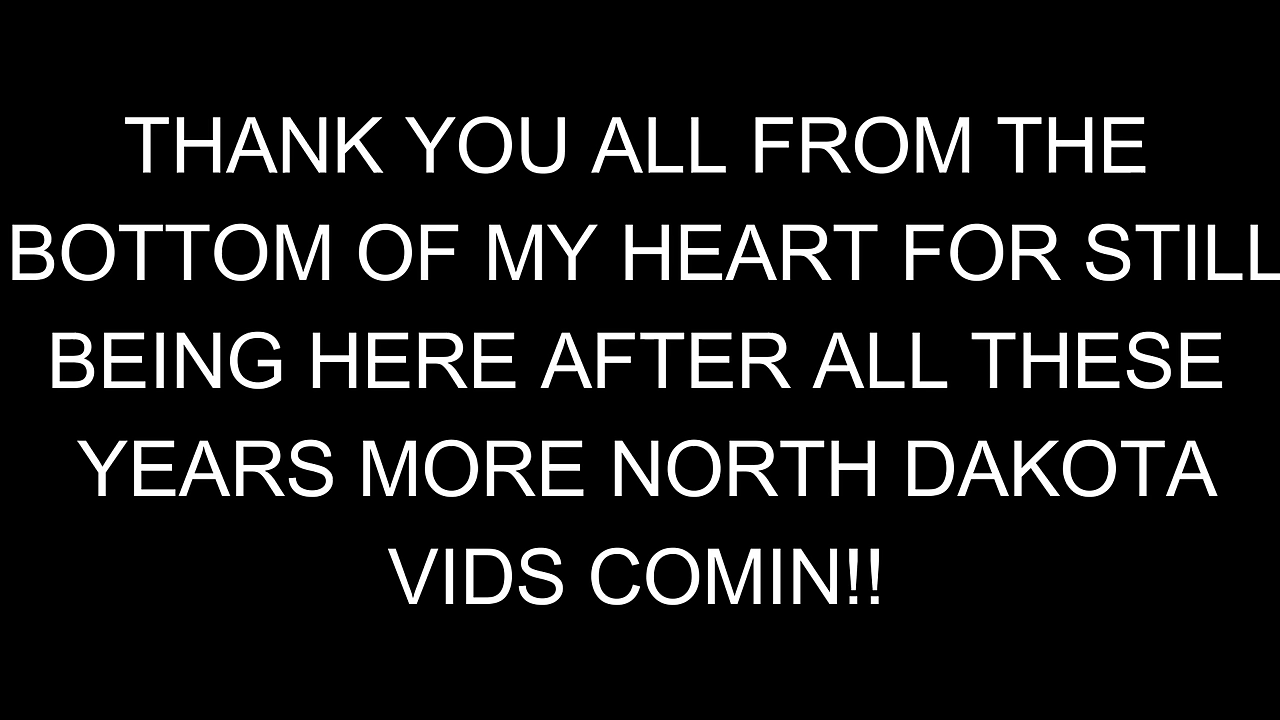 THANK YOU ALL FROM THE
BOTTOM OF MY HEART FOR STILL
BEING HERE AFTER ALL THESE
YEARS MORE NORTH DAKOTA
VIDS COMIN!!